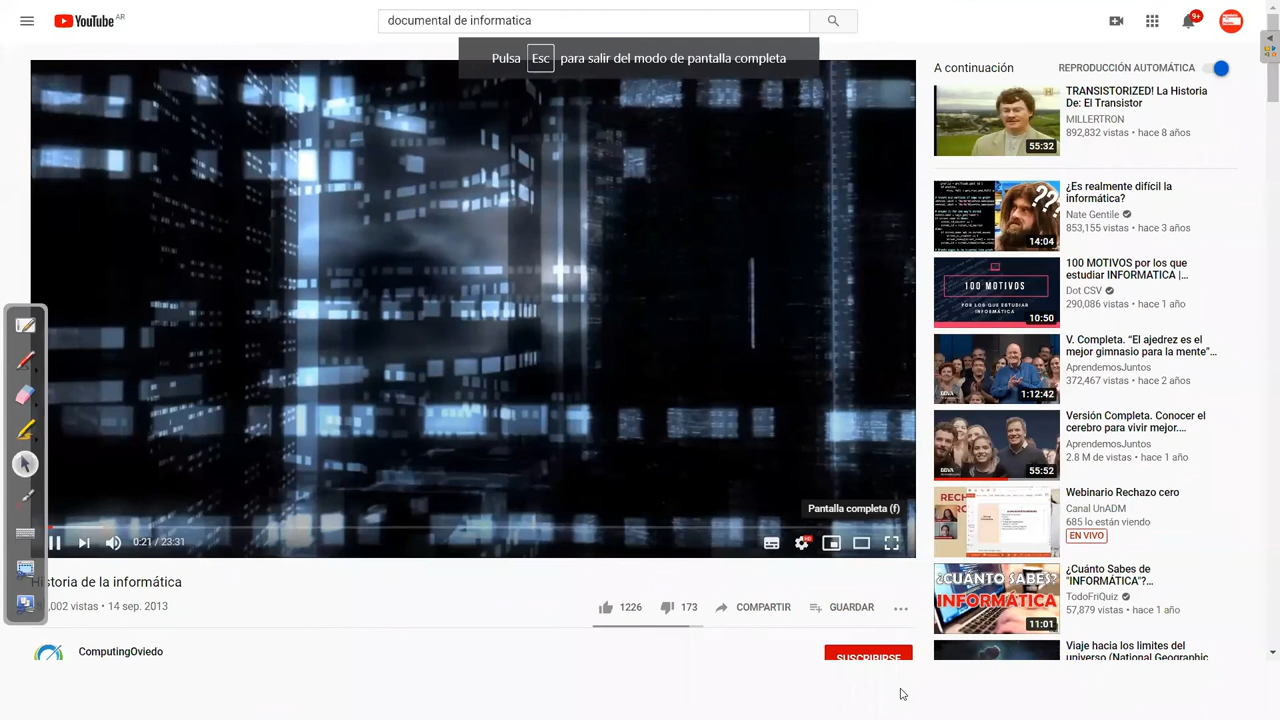 YouTube AR
documental de informatica
9+
Pulsa Esc para salir del modo de pantalla completa
A continuación
REPRODUCCIÓN AUTOMÁTICA
TRANSISTORIZED! La Historia
De: El Transistor
MILLERTRON
892,832 vistas • hace 8 años
55:32
¿Es realmente difícil la
informática?
Nate Gentile
853,155 vistas • hace 3 años
???
14:04
100 MOTIVOS por los que
estudiar INFORMATICA |...
Dot CSV
290,086 vistas • hace 1 año
100 MOTIVOS
POR LOS QUE ESTUDIAR
INFORMÁTICA
10:50
V. Completa. “El ajedrez es el
mejor gimnasio para la mente”...
AprendemosJuntos
372,467 vistas • hace 2 años
BBVA
1:12:42
Versión Completa. Conocer el
cerebro para vivir mejor....
AprendemosJuntos
2.8 M de vistas • hace 1 año
BBVA
55:52
Webinario Rechazo cero
Canal UnADM
685 lo están viendo
EN VIVO
¿Cuánto Sabes de
"INFORMÁTICA"?...
TodoFriQuiz
57,879 vistas • hace 1 año
¿CUÁNTO SABES?
INFORMÁTICA
11:01
Viaje hacia los limites del
universo (National Geographic
Pantalla completa (f)
0:21 / 23:31
HD
Historia de la informática
,002 vistas • 14 sep. 2013
1226
173
COMPARTIR
GUARDAR
ComputingOviedo
SUSCRIBIRSE